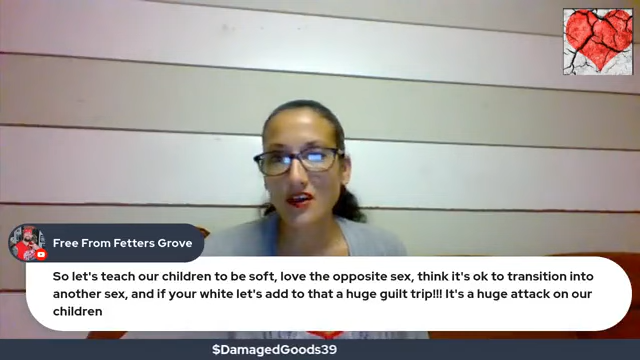 Free From Fetters Grove
So let's teach our children to be soft, love the opposite sex, think it's ok to transition into
another sex, and if your white let's add to that a huge guilt trip!!! It's a huge attack on our
children
$DamagedGoods39